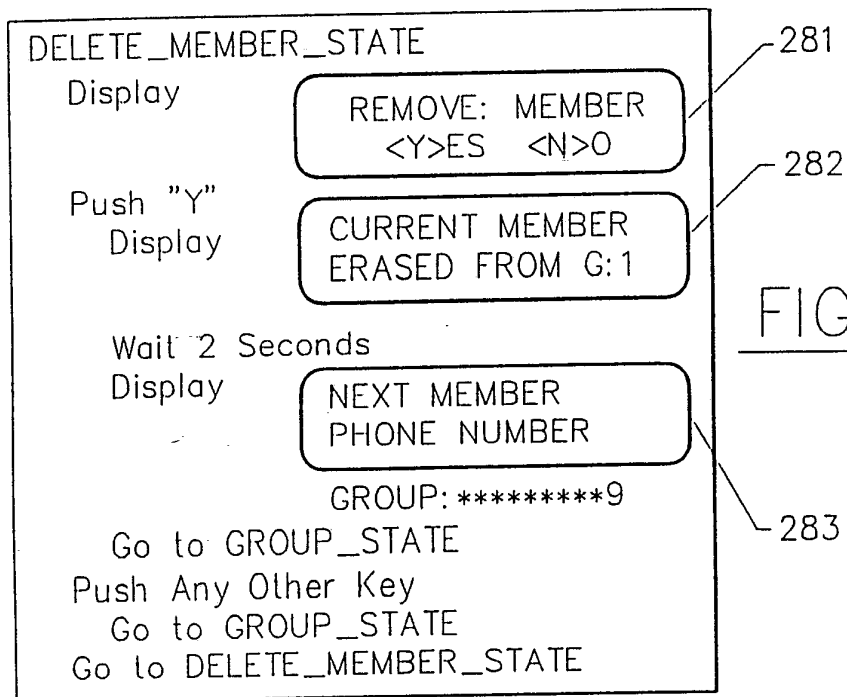 DELETE_MEMBER_STATE
281
Display
REMOVE: MEMBER
<Y>ES <N>O
282
Push "Y"
Display
CURRENT MEMBER
ERASED FROM G:1
FIG
Wait 2 Seconds
Display
NEXT MEMBER
PHONE NUMBER
GROUP: *********9
283
Go to GROUP_STATE
Push Any Other Key
Go to GROUP_STATE
Go to DELETE_MEMBER_STATE